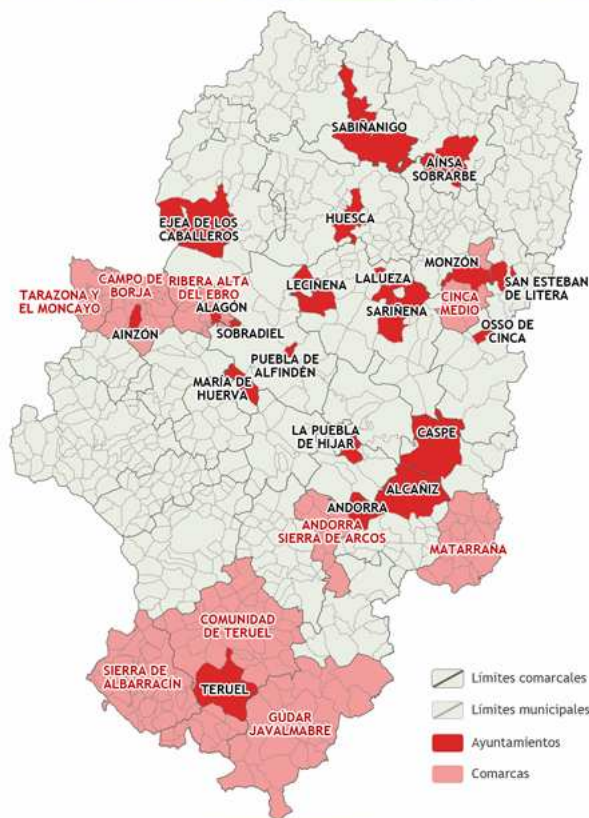 SABIÑANIGO
AÍNSA
SOBRARBE
EJEA DE LOS
CABALLEROS
HUESCA
MONZÓN
SAN ESTEBAN
DE LITERA
LALUEZA
LECIÑENA
CINCA
MEDIO
SARIÑENA
OSSO DE
CINCA
TARAZONA Y
EL MONCAYO
CAMPO DE
BORJA
RIBERA ALTA
DEL EBRO
ALAGÓN
AINZÓN
SOBRADIEL
PUEBLA DE
ALFINDÉN
MARÍA DE
HUERVA
LA PUEBLA
DE HIJAR
CASPE
ALCAÑIZ
ANDORRA
ANDORRA
SIERRA DE ARCOS
MATARRAÑA
COMUNIDAD
DE TERUEL
SIERRA DE
ALBARRACÍN
TERUEL
GÚDAR
JAVALMABRE
Límites comarcales
Límites municipales
Ayuntamientos
Comarcas